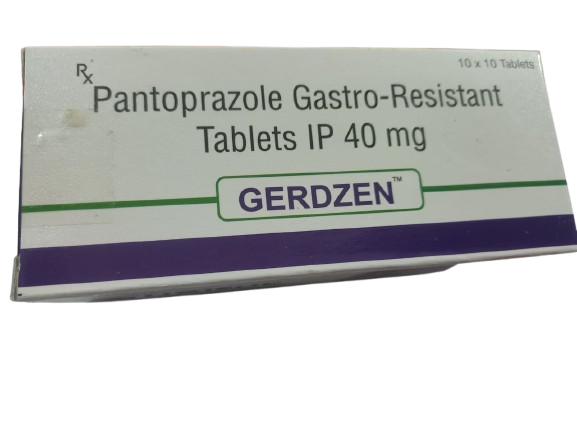 Rx
10 x 10 Tablets
Pantoprazole Gastro-Resistant
Tablets IP 40 mg
GERDZEN™